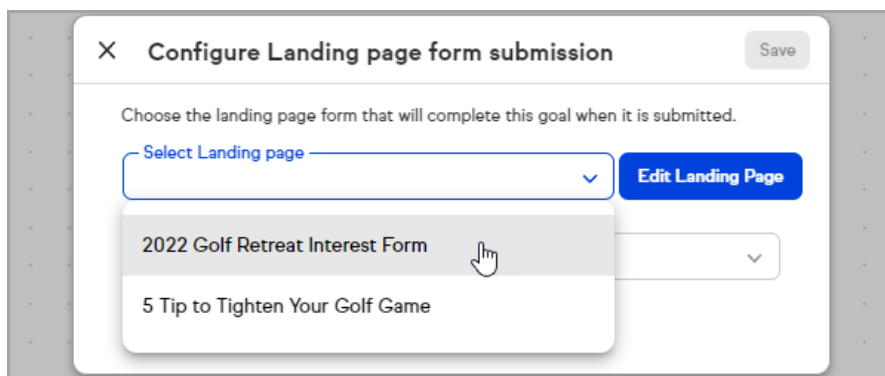 Configure Landing page form submission
Save
Choose the landing page form that will complete this goal when it is submitted.
Select Landing page
Edit Landing Page
2022 Golf Retreat Interest Form
5 Tip to Tighten Your Golf Game